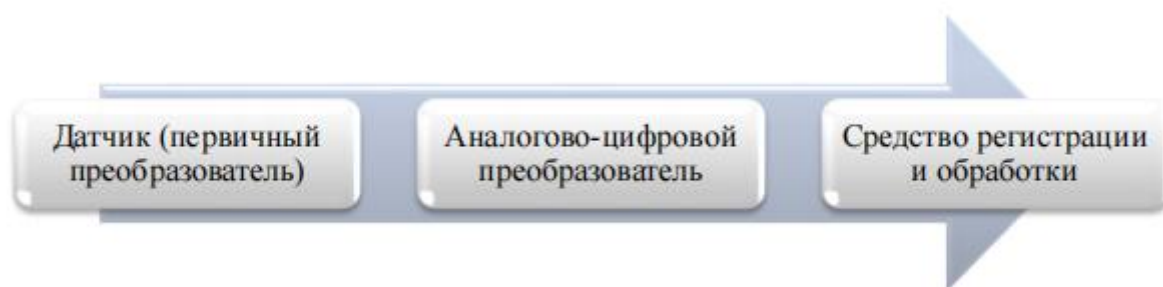 Датчик (первичный
преобразователь)
Аналогово-цифровой
преобразователь
Средство регистрации
и обработки